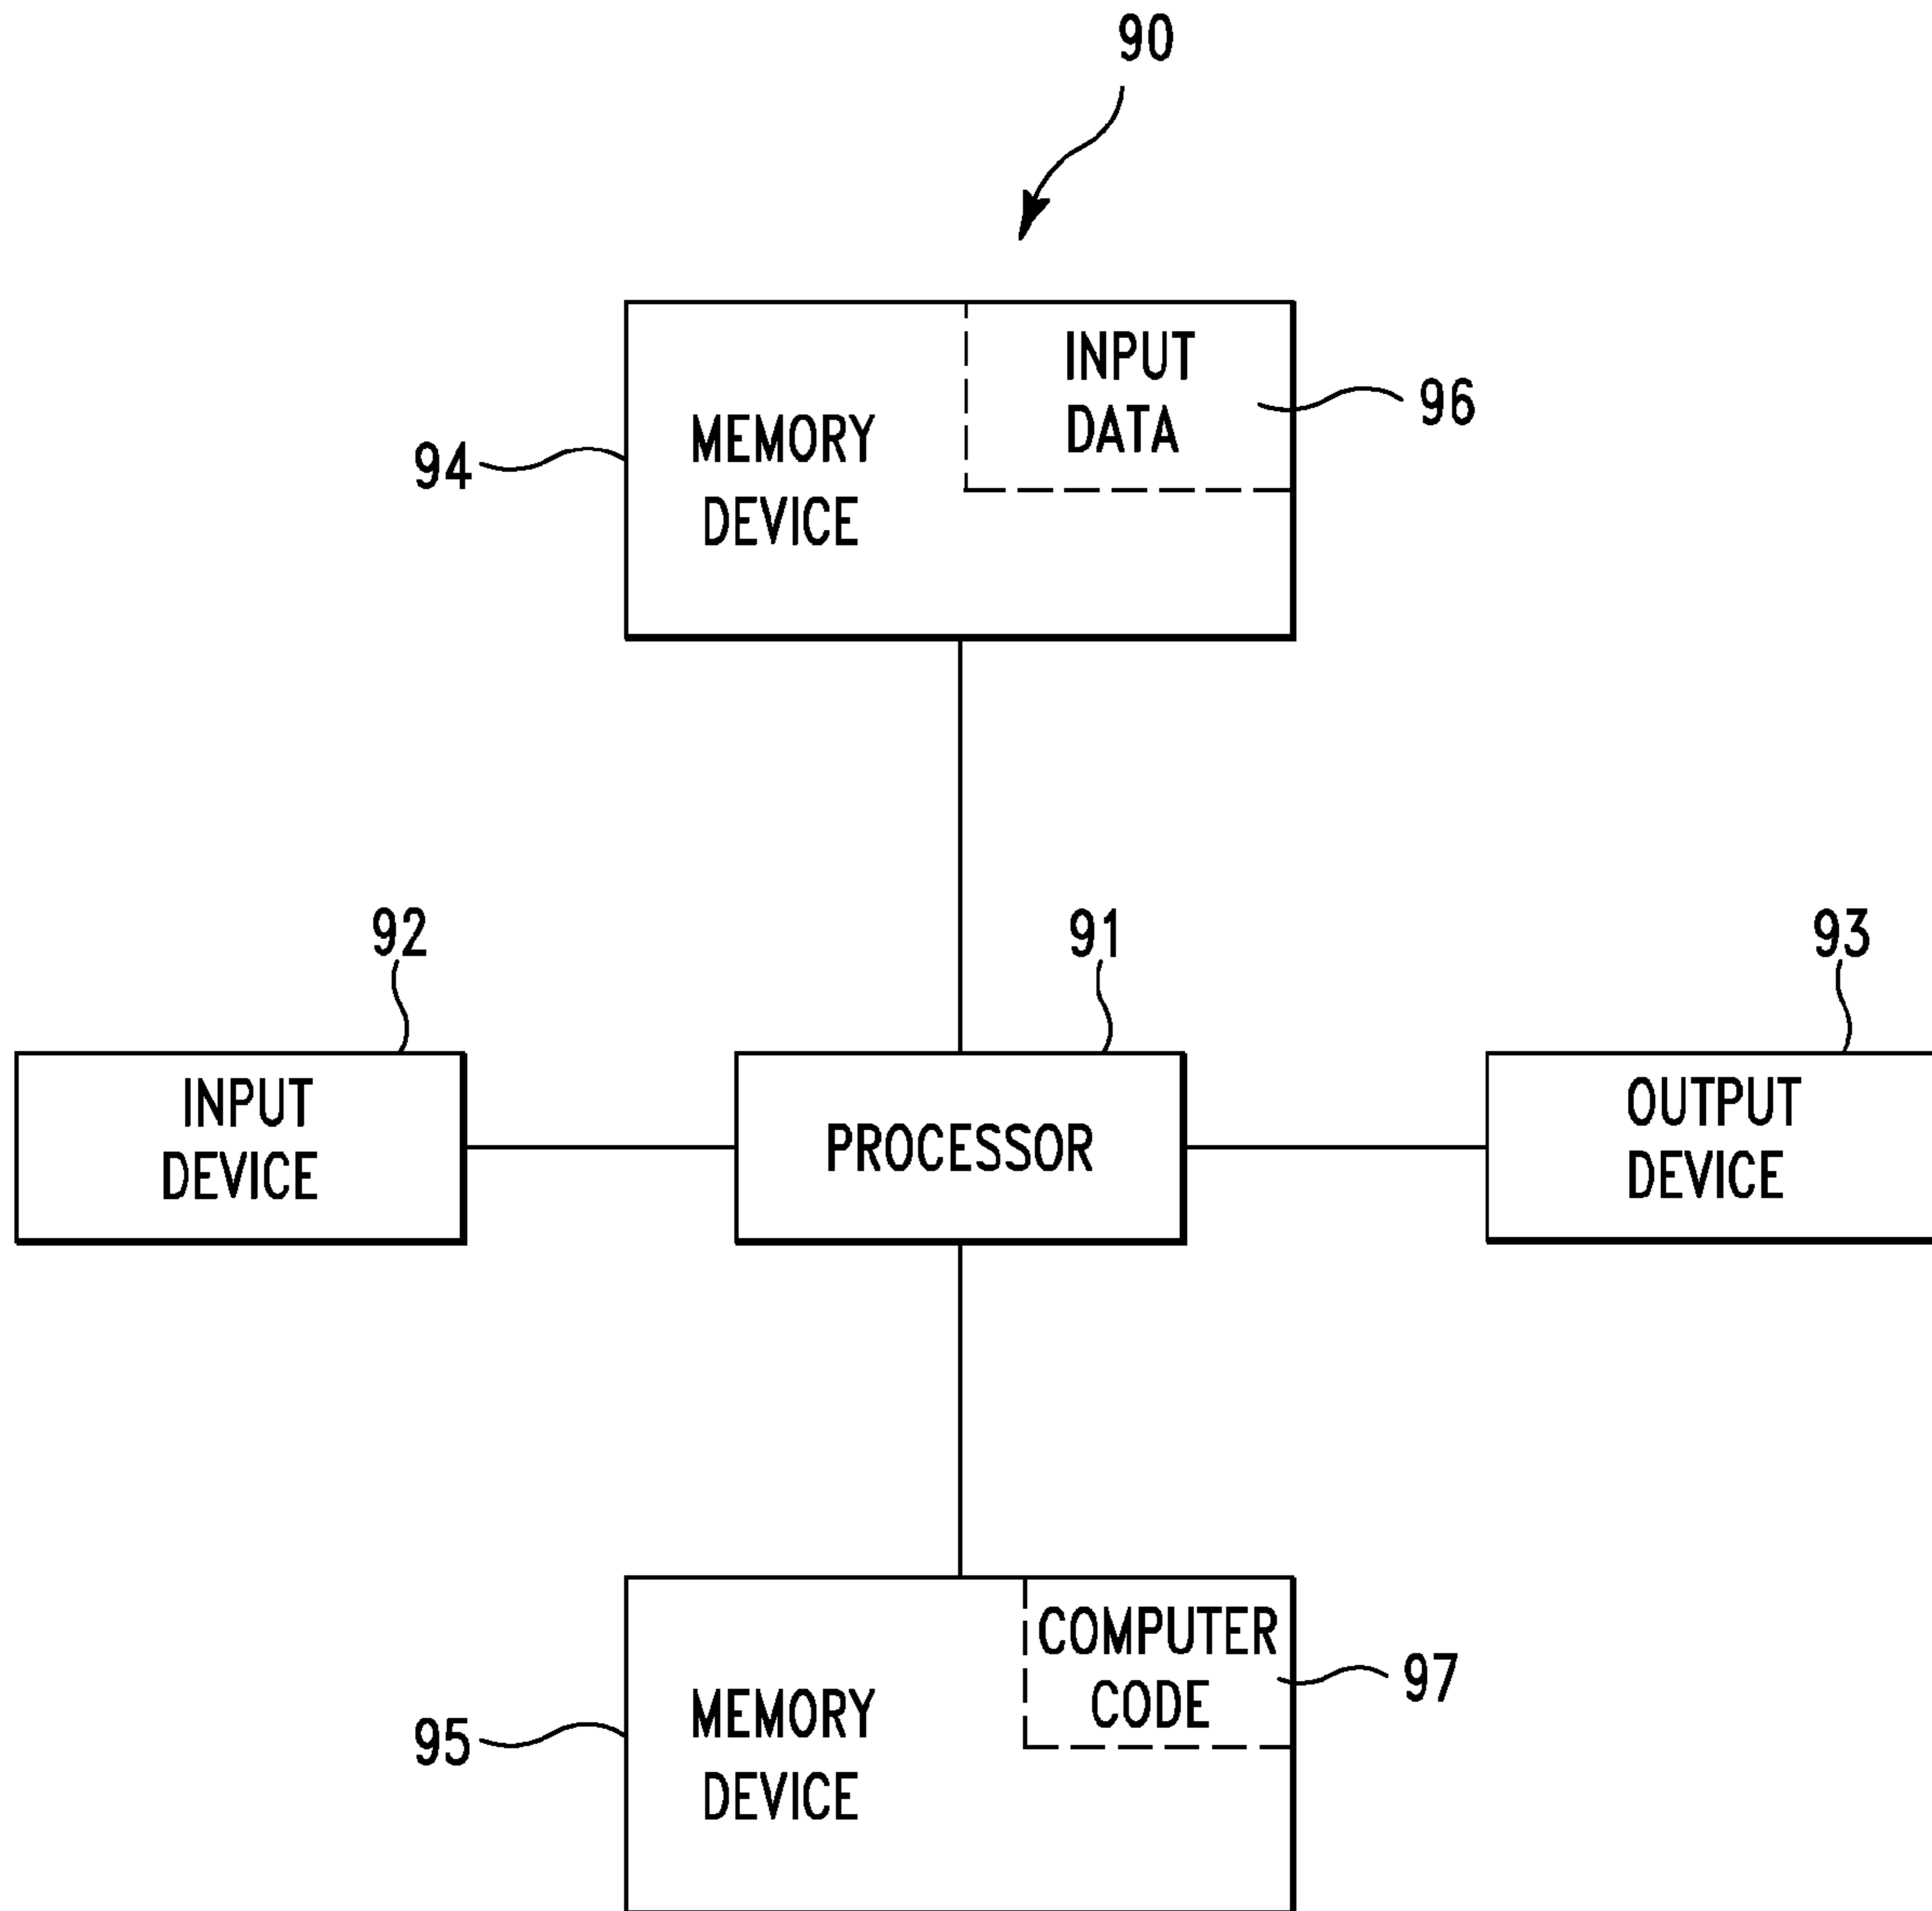 90
INPUT
DATA
96
94
MEMORY
DEVICE
92
91
93
INPUT
DEVICE
PROCESSOR
OUTPUT
DEVICE
COMPUTER
CODE
97
95
MEMORY
DEVICE